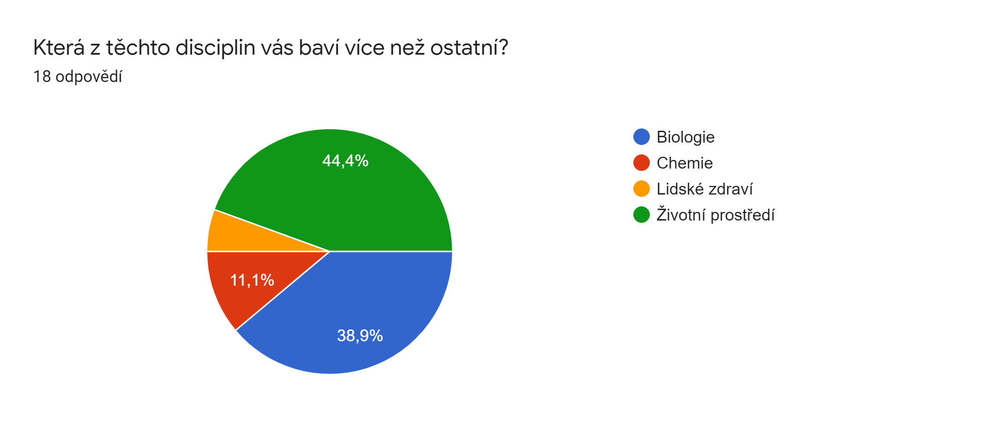 Která z těchto disciplin vás baví více než ostatní?
18 odpovědí
44,4%
11,1%
38,9%
Biologie
Chemie
Lidské zdraví
Životní prostředí